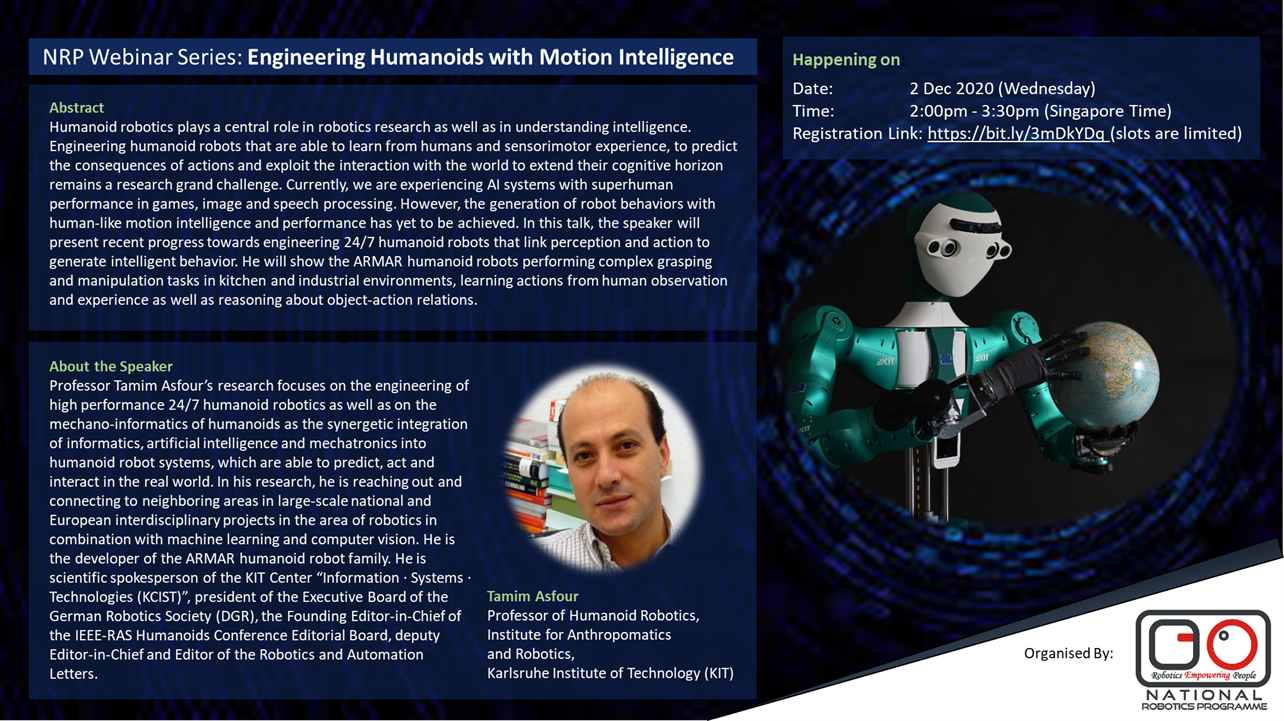 NRP Webinar Series: Engineering Humanoids with Motion Intelligence
Abstract
Humanoid robotics plays a central role in robotics research as well as in understanding intelligence.
Engineering humanoid robots that are able to learn from humans and sensorimotor experience, to predict
the consequences of actions and exploit the interaction with the world to extend their cognitive horizon
remains a research grand challenge. Currently, we are experiencing AI systems with superhuman
performance in games, image and speech processing. However, the generation of robot behaviors with
human-like motion intelligence and performance has yet to be achieved. In this talk, the speaker will
present recent progress towards engineering 24/7 humanoid robots that link perception and action to
generate intelligent behavior. He will show the ARMAR humanoid robots performing complex grasping
and manipulation tasks in kitchen and industrial environments, learning actions from human observation
and experience as well as reasoning about object-action relations.
About the Speaker
Professor Tamim Asfour's research focuses on the engineering of
high performance 24/7 humanoid robotics as well as on the
mechano-informatics of humanoids as the synergetic integration
of informatics, artificial intelligence and mechatronics into
humanoid robot systems, which are able to predict, act and
interact in the real world. In his research, he is reaching out and
connecting to neighboring areas in large-scale national and
European interdisciplinary projects in the area of robotics in
combination with machine learning and computer vision. He is
the developer of the ARMAR humanoid robot family. He is
scientific spokesperson of the KIT Center “Information · Systems ·
Technologies (KCIST)”, president of the Executive Board of the
German Robotics Society (DGR), the Founding Editor-in-Chief of
the IEEE-RAS Humanoids Conference Editorial Board, deputy
Editor-in-Chief and Editor of the Robotics and Automation
Letters.
Tamim Asfour
Professor of Humanoid Robotics,
Institute for Anthropomatics
and Robotics,
Karlsruhe Institute of Technology (KIT)
Happening on
Date: 2 Dec 2020 (Wednesday)
Time: 2:00pm - 3:30pm (Singapore Time)
Registration Link: https://bit.ly/3mDkYDq (slots are limited)
KIT
KIT
KIT
Organised By:
Robotics Empowering People
NATIONAL
ROBOTICS PROGRAMME